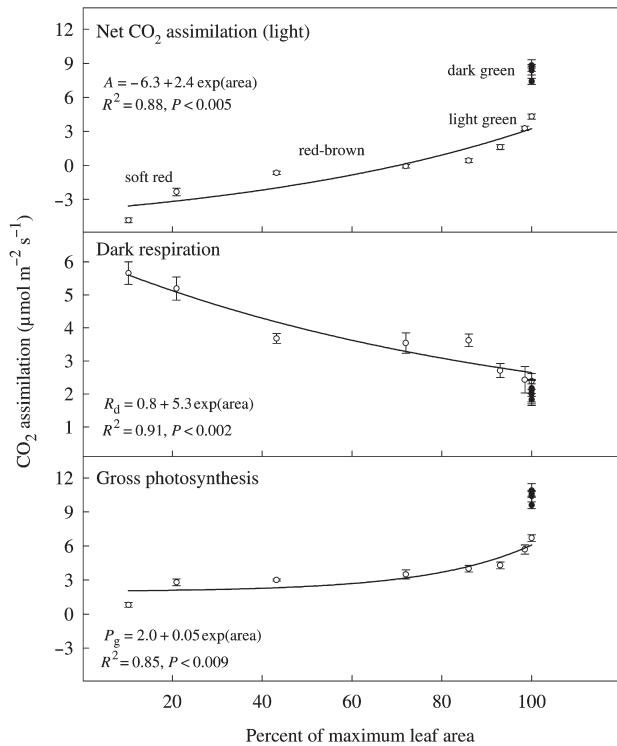 Net CO₂ assimilation (light)
12
9
6
3
0
−3
A = −6.3 + 2.4 exp(area)
R² = 0.88, P < 0.005
dark green
light green
red-brown
soft red
CO₂ assimilation (µmol m⁻² s⁻¹)
Dark respiration
6
5
4
3
2
1
R_d = 0.8 + 5.3 exp(area)
R² = 0.91, P < 0.002
Gross photosynthesis
12
9
6
3
0
−3
P_g = 2.0 + 0.05 exp(area)
R² = 0.85, P < 0.009
20 40 60 80 100
Percent of maximum leaf area